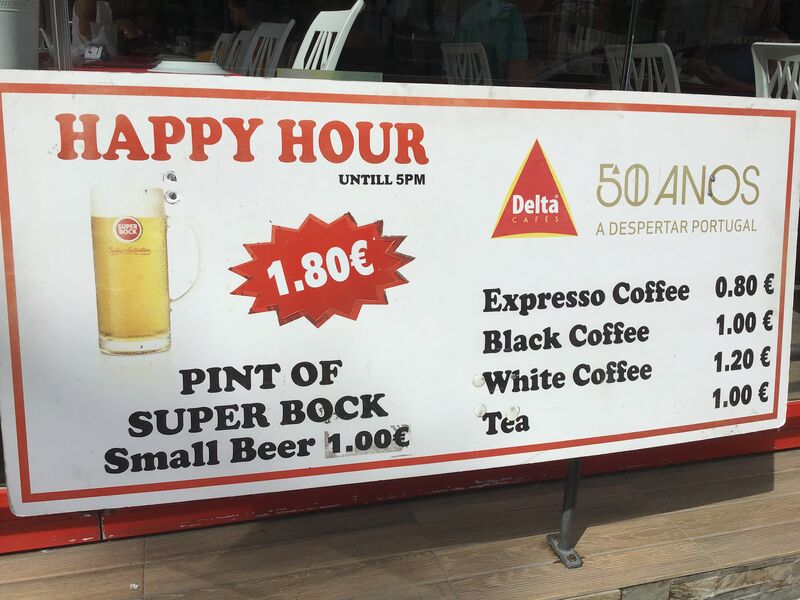 HAPPY HOUR
UNTILL 5PM
SUPER
BOCK
1.80€
PINT OF
SUPER BOCK
Small Beer 1.00€
Delta
CAFÉS
50 ANOS
A DESPERTAR PORTUGAL
Expresso Coffee 0.80 €
Black Coffee 1.00 €
White Coffee 1.20 €
Tea 1.00 €